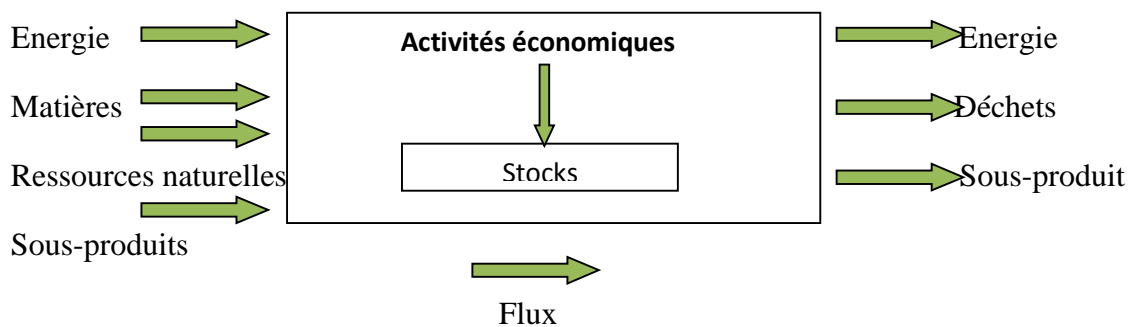 Energie
Matières
Ressources naturelles
Sous-produits
Activités économiques
Stocks
Energie
Déchets
Sous-produit
Flux